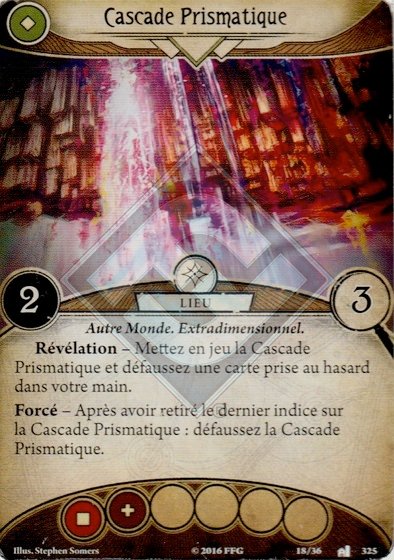 Cascade Prismatique
2
LIEU
3
Autre Monde. Extradimensionnel.
Révélation – Mettez en jeu la Cascade
Prismatique et défaussez une carte prise au hasard
dans votre main.
Forcé – Après avoir retiré le dernier indice sur
la Cascade Prismatique : défaussez la Cascade
Prismatique.
Illus. Stephen Somers
© 2016 FFG
18/36
325